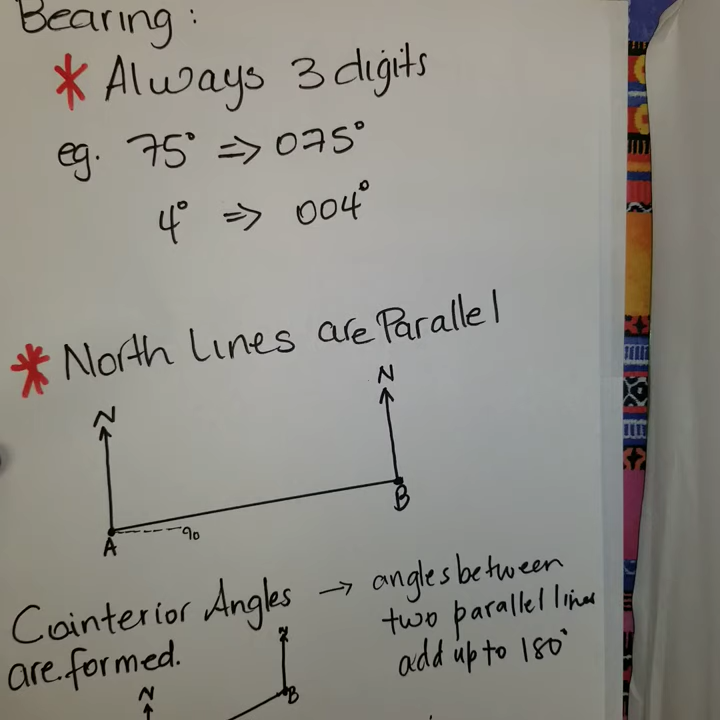 Bearing:
* Always 3 digits
eg. 75° => 075°
4° => 004°
* North Lines are Parallel
N
N
B
90
A
Cointerior Angles → angles between
two parallel lines
are formed.
add up to 180°
N
B
N